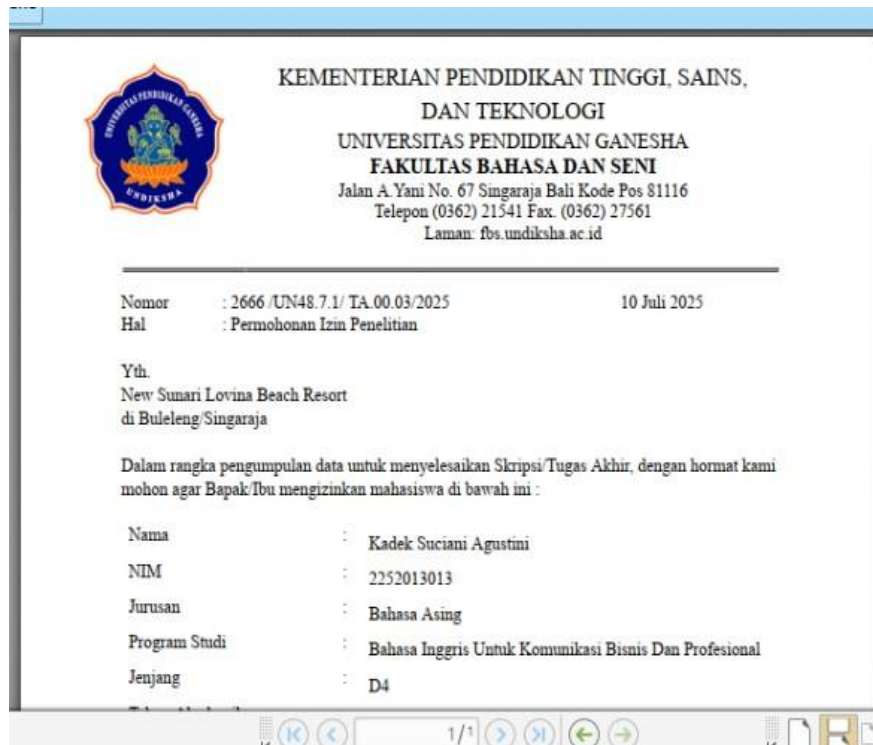 KEMENTERIAN PENDIDIKAN TINGGI, SAINS,
DAN TEKNOLOGI
UNIVERSITAS PENDIDIKAN GANESHA
FAKULTAS BAHASA DAN SENI
Jalan A.Yani No. 67 Singaraja Bali Kode Pos 81116
Telepon (0362) 21541 Fax. (0362) 27561
Laman: fbs.undiksha.ac.id
UNIVERSITAS PENDIDIKAN GANESHA
UNDIKSHA
Nomor : 2666 /UN48.7.1/ TA.00.03/2025 10 Juli 2025
Hal : Permohonan Izin Penelitian
Yth.
New Sunari Lovina Beach Resort
di Buleleng/Singaraja
Dalam rangka pengumpulan data untuk menyelesaikan Skripsi/Tugas Akhir, dengan hormat kami
mohon agar Bapak/Ibu mengizinkan mahasiswa di bawah ini :
Nama : Kadek Suciani Agustini
NIM : 2252013013
Jurusan : Bahasa Asing
Program Studi : Bahasa Inggris Untuk Komunikasi Bisnis Dan Profesional
Jenjang : D4
1/1